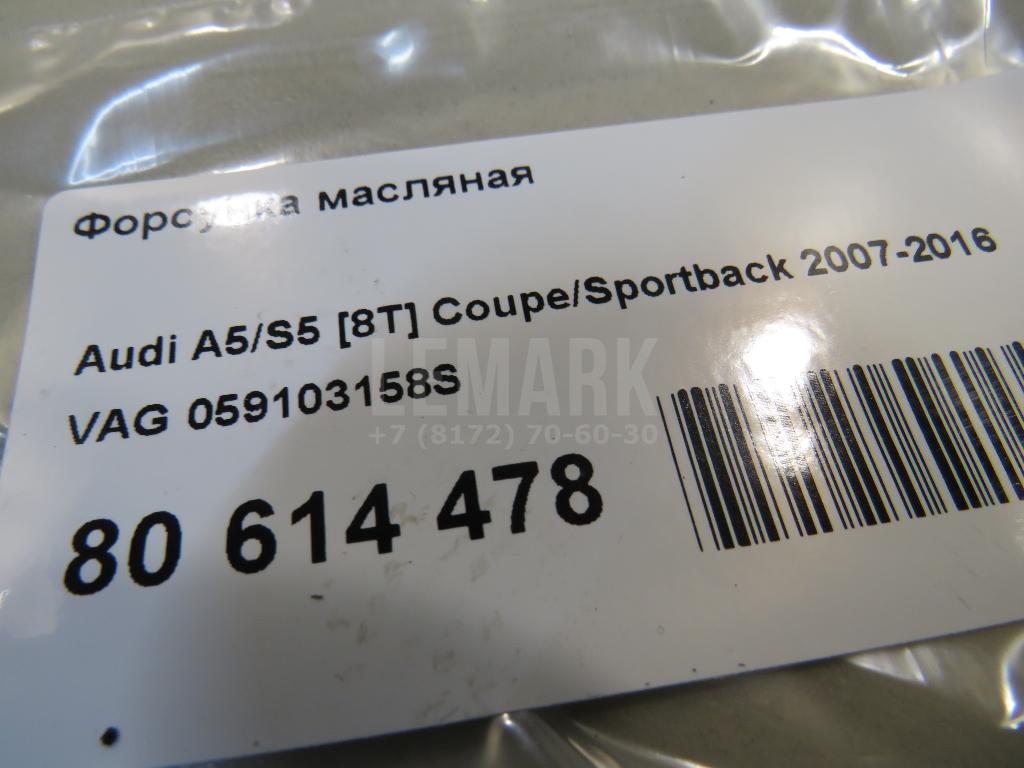 Форсунка масляная
Audi A5/S5 [8T] Coupe/Sportback 2007-2016
VAG 059103158S
80 614 478
LEMARK
+7 (8172) 70-60-30